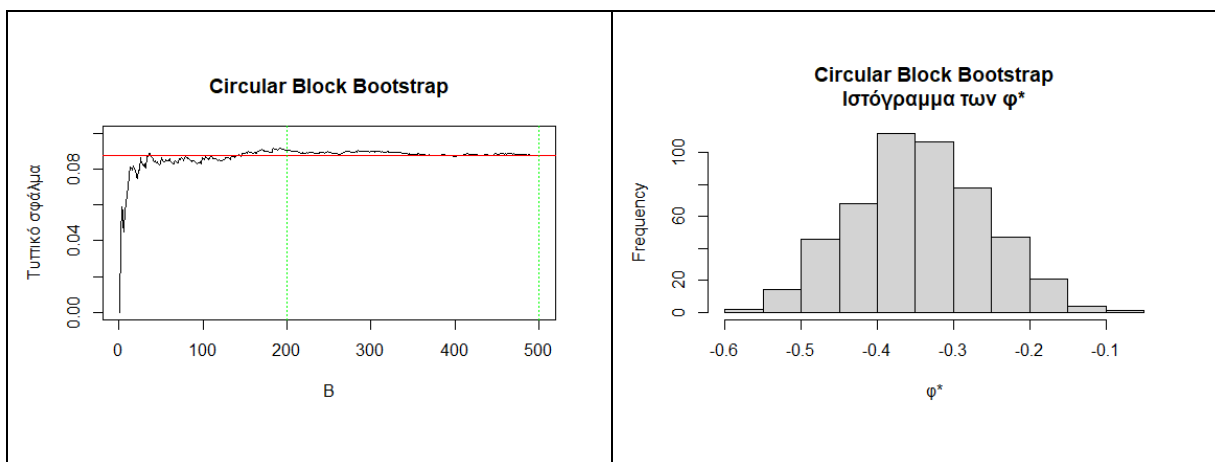 Circular Block Bootstrap
Τυπικό σφάλμα
0.00
0.04
0.08
0 100 200 300 400 500
B
Circular Block Bootstrap
Ιστόγραμμα των φ*
Frequency
0 20 60 100
-0.6 -0.5 -0.4 -0.3 -0.2 -0.1
φ*